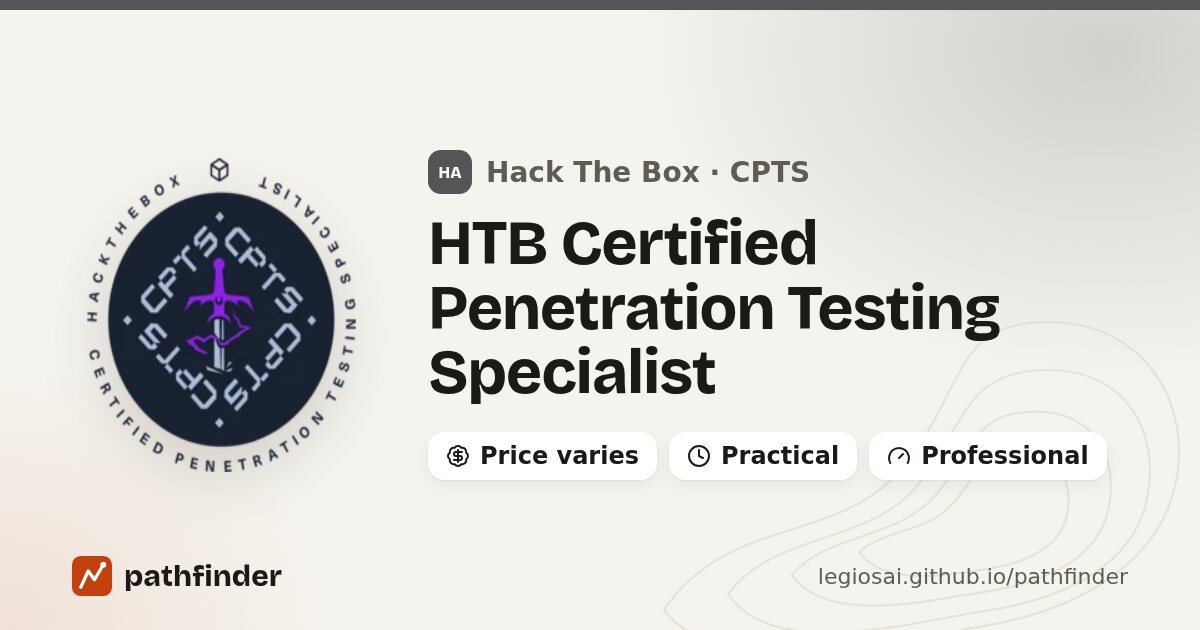 HACKTHEBOX
CERTIFIED PENETRATION TESTING SPECIALIST
CPTS
CPTS
CPTS
CPTS
HA
Hack The Box · CPTS
HTB Certified
Penetration Testing
Specialist
Price varies
Practical
Professional
pathfinder
legiosai.github.io/pathfinder